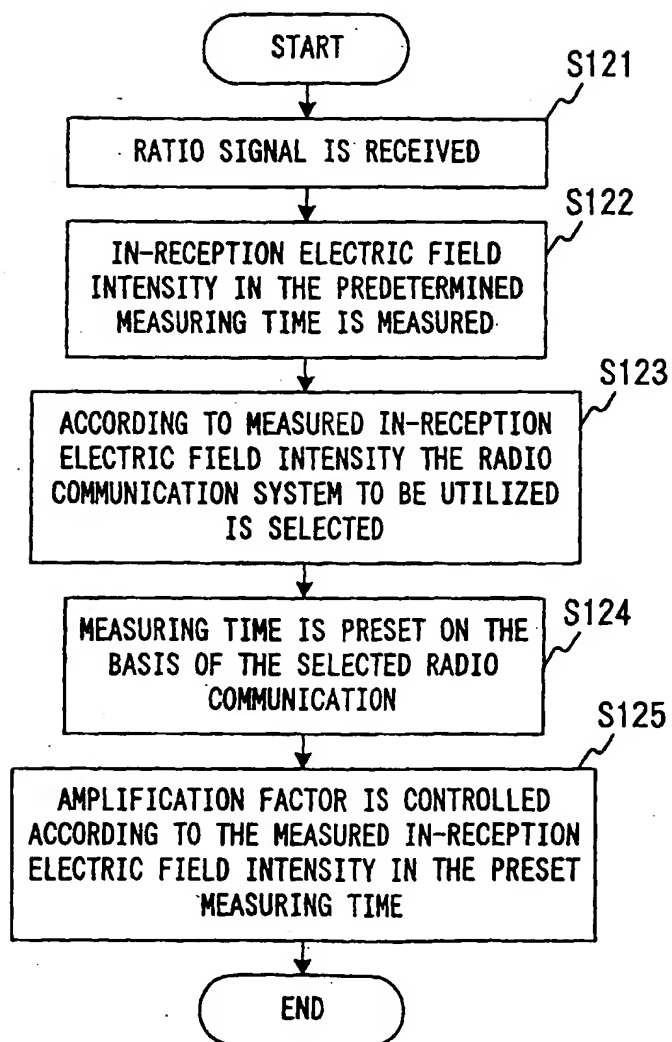 START
S121
RATIO SIGNAL IS RECEIVED
S122
IN-RECEPTION ELECTRIC FIELD
INTENSITY IN THE PREDETERMINED
MEASURING TIME IS MEASURED
S123
ACCORDING TO MEASURED IN-RECEPTION
ELECTRIC FIELD INTENSITY THE RADIO
COMMUNICATION SYSTEM TO BE UTILIZED
IS SELECTED
S124
MEASURING TIME IS PRESET ON THE
BASIS OF THE SELECTED RADIO
COMMUNICATION
S125
AMPLIFICATION FACTOR IS CONTROLLED
ACCORDING TO THE MEASURED IN-RECEPTION
ELECTRIC FIELD INTENSITY IN THE PRESET
MEASURING TIME
END